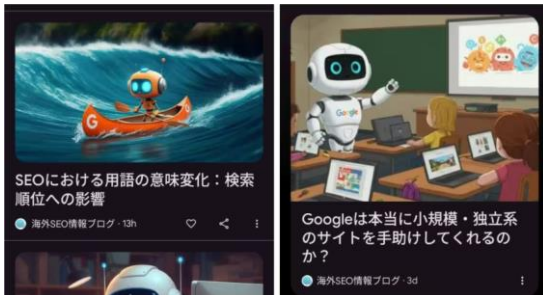 G
SEOにおける用語の意味変化：検索
順位への影響
海外SEO情報ブログ・13h
Google
Googleは本当に小規模・独立系
のサイトを手助けしてくれるの
か？
海外SEO情報ブログ・3d